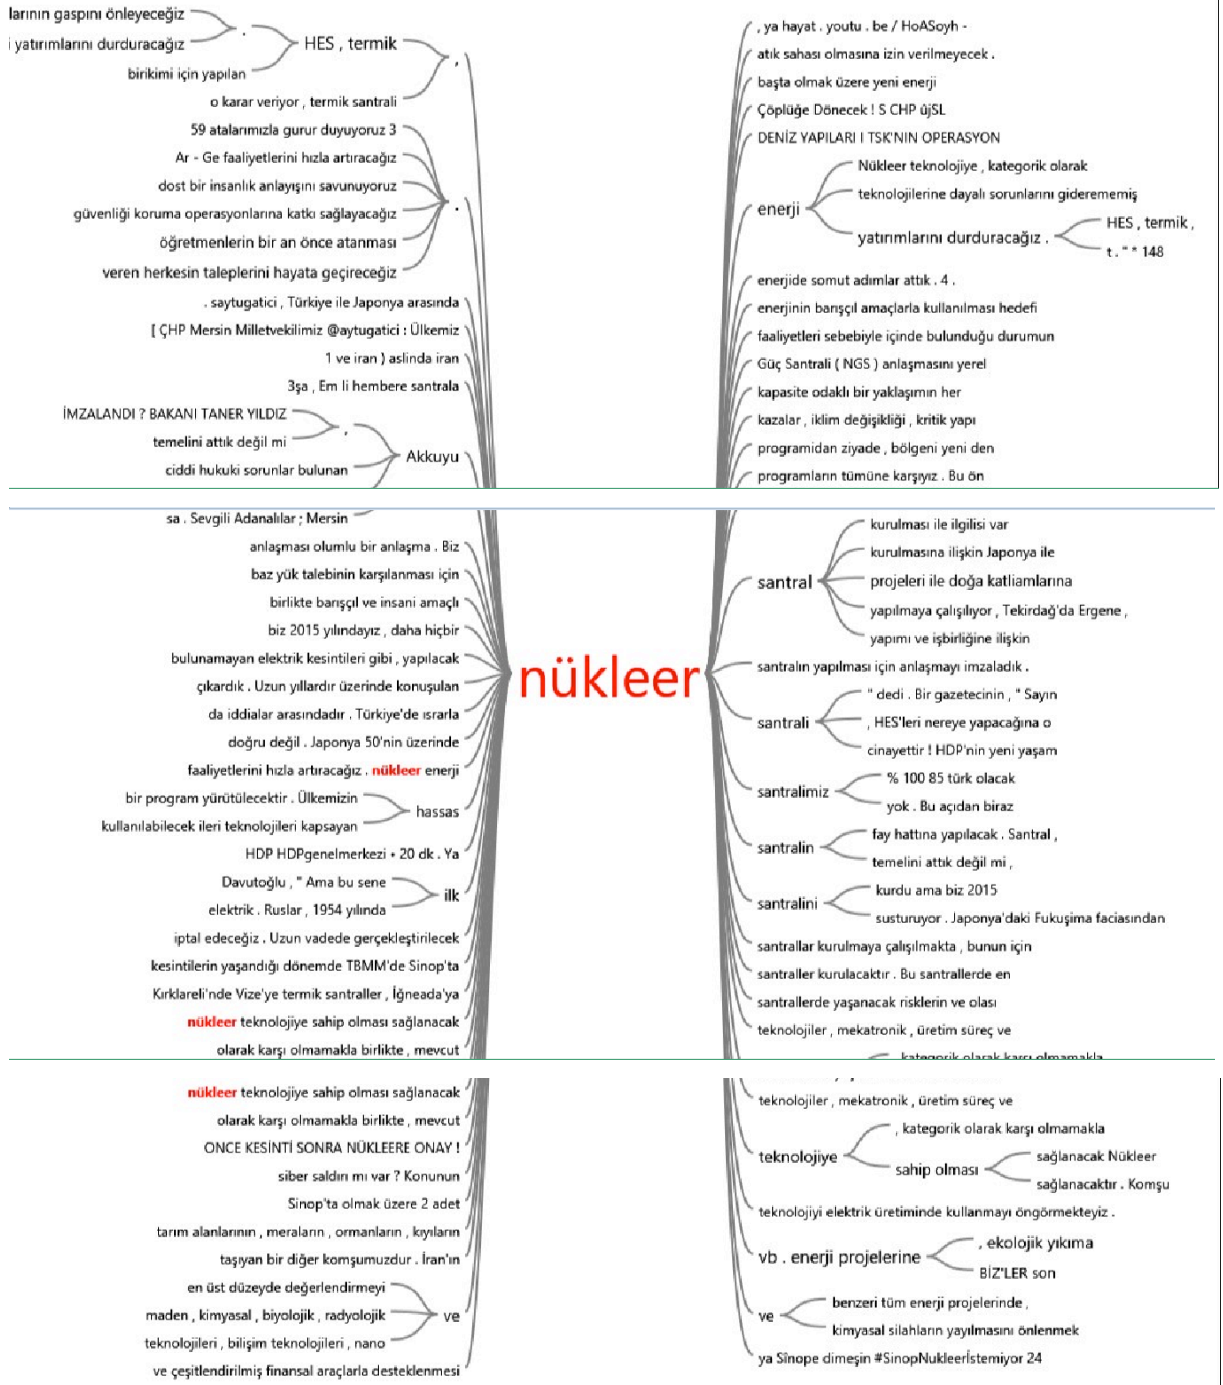 larının gaspını önleyeceğiz
i yatırımlarını durduracağız
.
birikimi için yapılan
HES , termik
,
o karar veriyor , termik santrali
59 atalarımızla gurur duyuyoruz 3
Ar - Ge faaliyetlerini hızla artıracağız
dost bir insanlık anlayışını savunuyoruz
güvenliği koruma operasyonlarına katkı sağlayacağız
.
öğretmenlerin bir an önce atanması
veren herkesin taleplerini hayata geçireceğiz
. saytugatici , Türkiye ile Japonya arasında
[ ÇHP Mersin Milletvekilimiz @aytugatici : Ülkemiz
1 ve iran ) aslinda iran
3şa , Em li hembere santrala
İMZALANDI ? BAKANI TANER YILDIZ
,
temelini attık değil mi
Akkuyu
ciddi hukuki sorunlar bulunan
sa . Sevgili Adanalılar ; Mersin
anlaşması olumlu bir anlaşma . Biz
baz yük talebinin karşılanması için
birlikte barışçıl ve insani amaçlı
biz 2015 yılındayız , daha hiçbir
bulunamayan elektrik kesintileri gibi , yapılacak
çıkardık . Uzun yıllardır üzerinde konuşulan
da iddialar arasındadır . Türkiye'de ısrarla
doğru değil . Japonya 50'nin üzerinde
faaliyetlerini hızla artıracağız . nükleer enerji
bir program yürütülecektir . Ülkemizin
hassas
kullanılabilecek ileri teknolojileri kapsayan
HDP HDPgenelmerkezi • 20 dk . Ya
Davutoğlu , " Ama bu sene
ilk
elektrik . Ruslar , 1954 yılında
iptal edeceğiz . Uzun vadede gerçekleştirilecek
kesintilerin yaşandığı dönemde TBMM'de Sinop'ta
Kırklareli'nde Vize'ye termik santraller , İğneada'ya
nükleer teknolojiye sahip olması sağlanacak
olarak karşı olmamakla birlikte , mevcut
nükleer teknolojiye sahip olması sağlanacak
olarak karşı olmamakla birlikte , mevcut
ONCE KESİNTİ SONRA NÜKLEERE ONAY !
siber saldırı mı var ? Konunun
Sinop'ta olmak üzere 2 adet
tarım alanlarının , meraların , ormanların , kıyıların
taşıyan bir diğer komşumuzdur . İran'ın
en üst düzeyde değerlendirmeyi
maden , kimyasal , biyolojik , radyolojik
ve
teknolojileri , bilişim teknolojileri , nano
ve çeşitlendirilmiş finansal araçlarla desteklenmesi
nükleer
, ya hayat . youtu . be / HoASoyh -
atık sahası olmasına izin verilmeyecek .
başta olmak üzere yeni enerji
Çöplüğe Dönecek ! S CHP ûjSL
DENİZ YAPILARI I TSK'NIN OPERASYON
enerji
Nükleer teknolojiye , kategorik olarak
teknolojilerine dayalı sorunlarını giderememiş
yatırımlarını durduracağız .
HES , termik ,
t . " * 148
enerjide somut adımlar attık . 4 .
enerjinin barışçıl amaçlarla kullanılması hedefi
faaliyetleri sebebiyle içinde bulunduğu durumun
Güç Santrali ( NGS ) anlaşmasını yerel
kapasite odaklı bir yaklaşımın her
kazalar , iklim değişikliği , kritik yapı
programidan ziyade , bölgeni yeni den
programların tümüne karşıyız . Bu ön
santral
kurulması ile ilgilisi var
kurulmasına ilişkin Japonya ile
projeleri ile doğa katliamlarına
yapılmaya çalışılıyor , Tekirdağ'da Ergene ,
yapımı ve işbirliğine ilişkin
santralın yapılması için anlaşmayı imzaladık .
santrali
" dedi . Bir gazetecinin , " Sayın
, HES'leri nereye yapacağına o
cinayettir ! HDP'nin yeni yaşam
santralimiz
% 100 85 türk olacak
yok . Bu açıdan biraz
santralin
fay hattına yapılacak . Santral ,
temelini attık değil mi ,
santralini
kurdu ama biz 2015
susturuyor . Japonya'daki Fukuşima faciasından
santrallar kurulmaya çalışılmakta , bunun için
santraller kurulacaktır . Bu santrallerde en
santrallerde yaşanacak risklerin ve olası
teknolojiler , mekatronik , üretim süreç ve
kategorik olarak karşı olmamakla
teknolojiler , mekatronik , üretim süreç ve
teknolojiye
, kategorik olarak karşı olmamakla
sahip olması
sağlanacak Nükleer
sağlanacaktır . Komşu
teknolojiyi elektrik üretiminde kullanmayı öngörmekteyiz .
vb . enerji projelerine
, ekolojik yıkıma
BİZ'LER son
ve
benzeri tüm enerji projelerinde ,
kimyasal silahların yayılmasını önlenmek
ya Sînope dimeşin #SinopNukleerİstemiyor 24